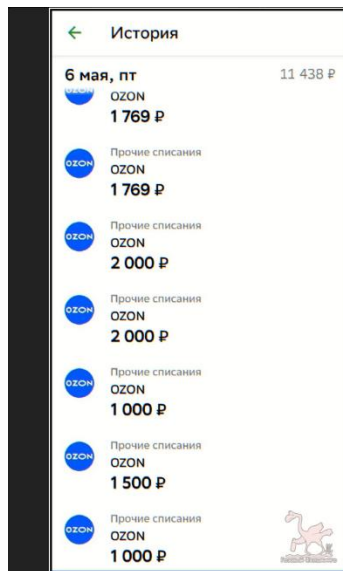 История
6 мая, пт 11 438 ₽
OZON
OZON
1 769 ₽
Прочие списания
OZON
OZON
1 769 ₽
Прочие списания
OZON
OZON
2 000 ₽
Прочие списания
OZON
OZON
2 000 ₽
Прочие списания
OZON
OZON
1 000 ₽
Прочие списания
OZON
OZON
1 500 ₽
Прочие списания
OZON
OZON
1 000 ₽